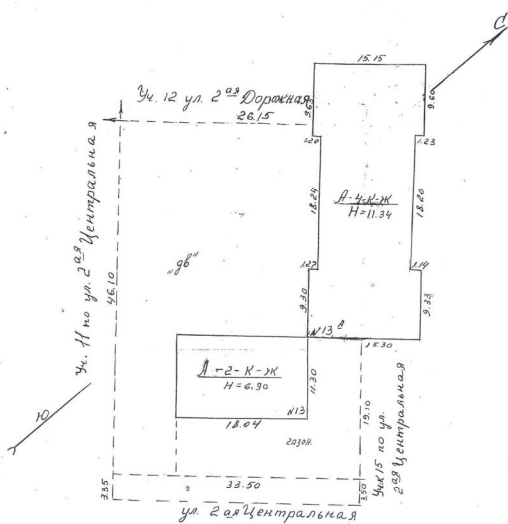 С
15.15
Уч. 12 ул. 2ая Дорожная
26.15
9.63
9.60
1.20
1.23
18.24
18.20
А-4-К-Ж
Н=11.34
Уч. 11 по ул. 2ая Центральная
46.10
„дв"
1.27
1.14
9.30
9.33
N13а
15.30
А-2-К-Ж
Н=6.90
11.30
N13
18.04
19.10
Уч 15 по ул.
2ая Центральная
газон.
Ю
33.50
3.35
3.50
ул. 2ая Центральная